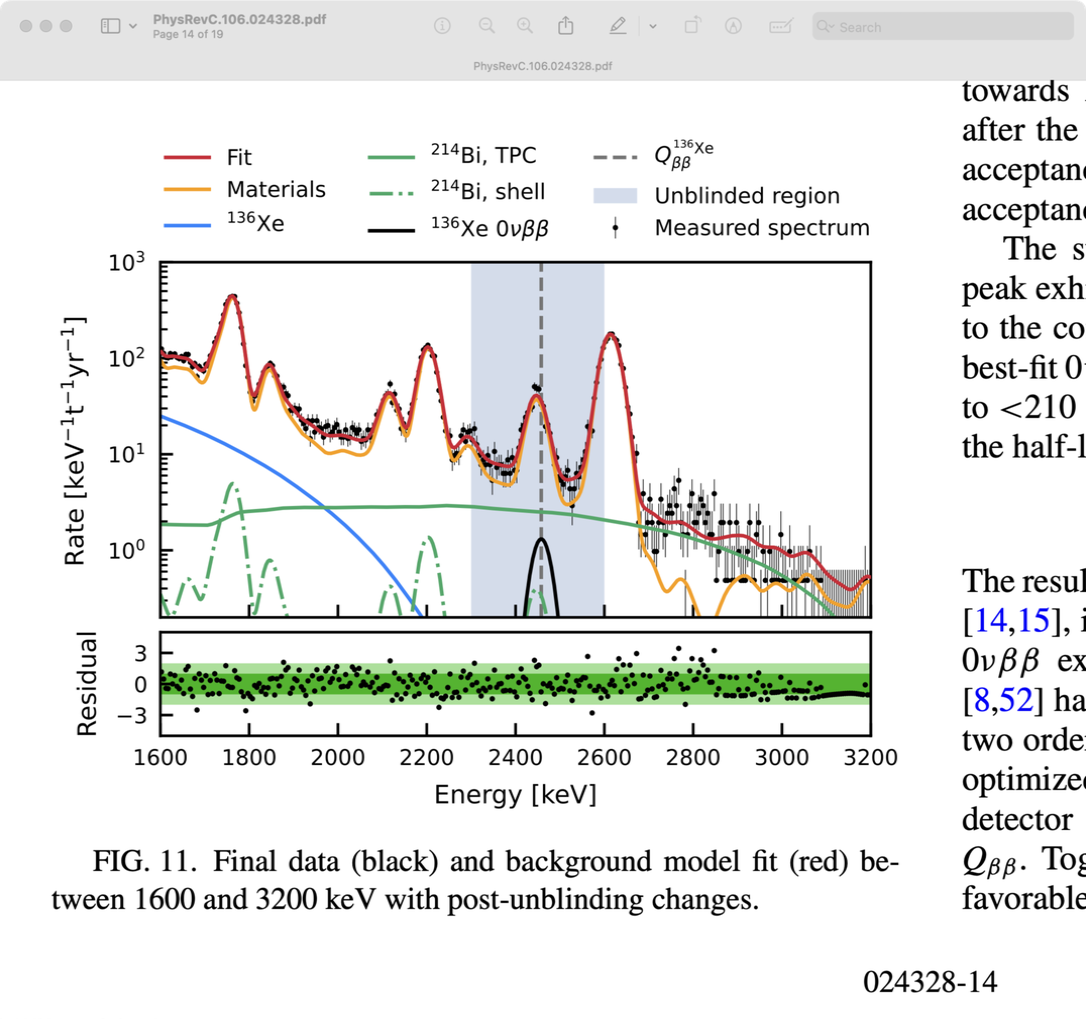 PhysRevC.106.024328.pdf
Page 14 of 19
Search
PhysRevC.106.024328.pdf
Fit
Materials
¹³⁶Xe
²¹⁴Bi, TPC
²¹⁴Bi, shell
¹³⁶Xe 0νββ
Q_ββ^¹³⁶Xe
Unblinded region
Measured spectrum
Rate [keV⁻¹t⁻¹yr⁻¹]
10³
10²
10¹
10⁰
Residual
3
0
−3
1600 1800 2000 2200 2400 2600 2800 3000 3200
Energy [keV]
FIG. 11. Final data (black) and background model fit (red) be-
tween 1600 and 3200 keV with post-unblinding changes.
towards
after the
acceptanc
acceptanc
The s
peak exh
to the co
best-fit 0
to <210
the half-l
The resul
[14,15], i
0νββ ex
[8,52] ha
two orde
optimized
detector
Q_ββ. Tog
favorable
024328-14